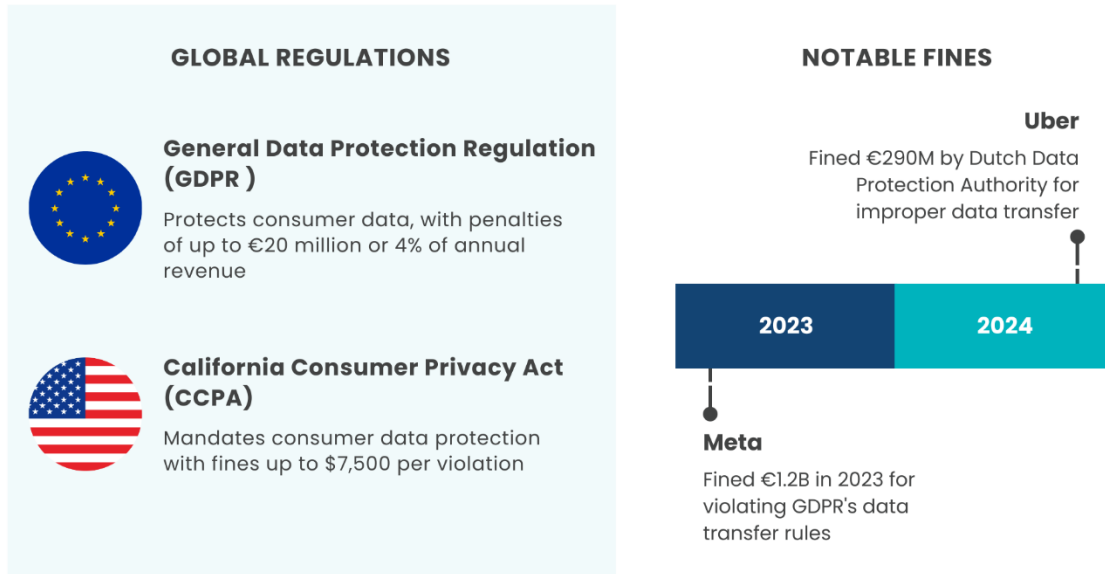 GLOBAL REGULATIONS
General Data Protection Regulation
(GDPR )
Protects consumer data, with penalties
of up to €20 million or 4% of annual
revenue
California Consumer Privacy Act
(CCPA)
Mandates consumer data protection
with fines up to $7,500 per violation
NOTABLE FINES
Uber
Fined €290M by Dutch Data
Protection Authority for
improper data transfer
2023
2024
Meta
Fined €1.2B in 2023 for
violating GDPR's data
transfer rules